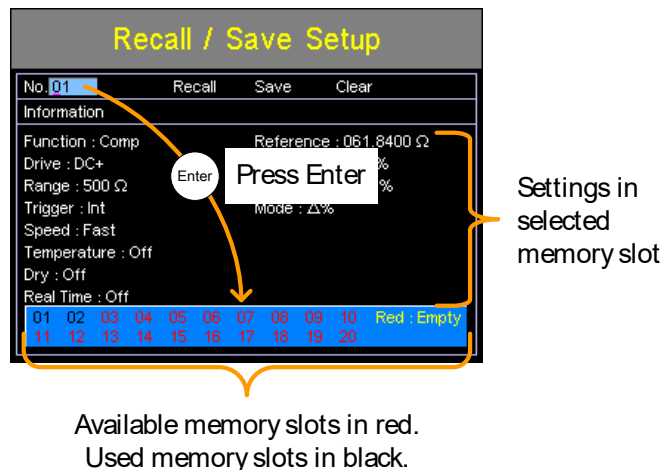 Recall / Save Setup
No. 01 Recall Save Clear
Information
Function : Comp Reference : 061.8400 Ω
Drive : DC+ %
Range : 500 Ω %
Trigger : Int Mode : Δ%
Speed : Fast
Temperature : Off
Dry : Off
Real Time : Off
Enter
Press Enter
01 02 03 04 05 06 07 08 09 10 Red : Empty
11 12 13 14 15 16 17 18 19 20
Settings in
selected
memory slot
Available memory slots in red.
Used memory slots in black.